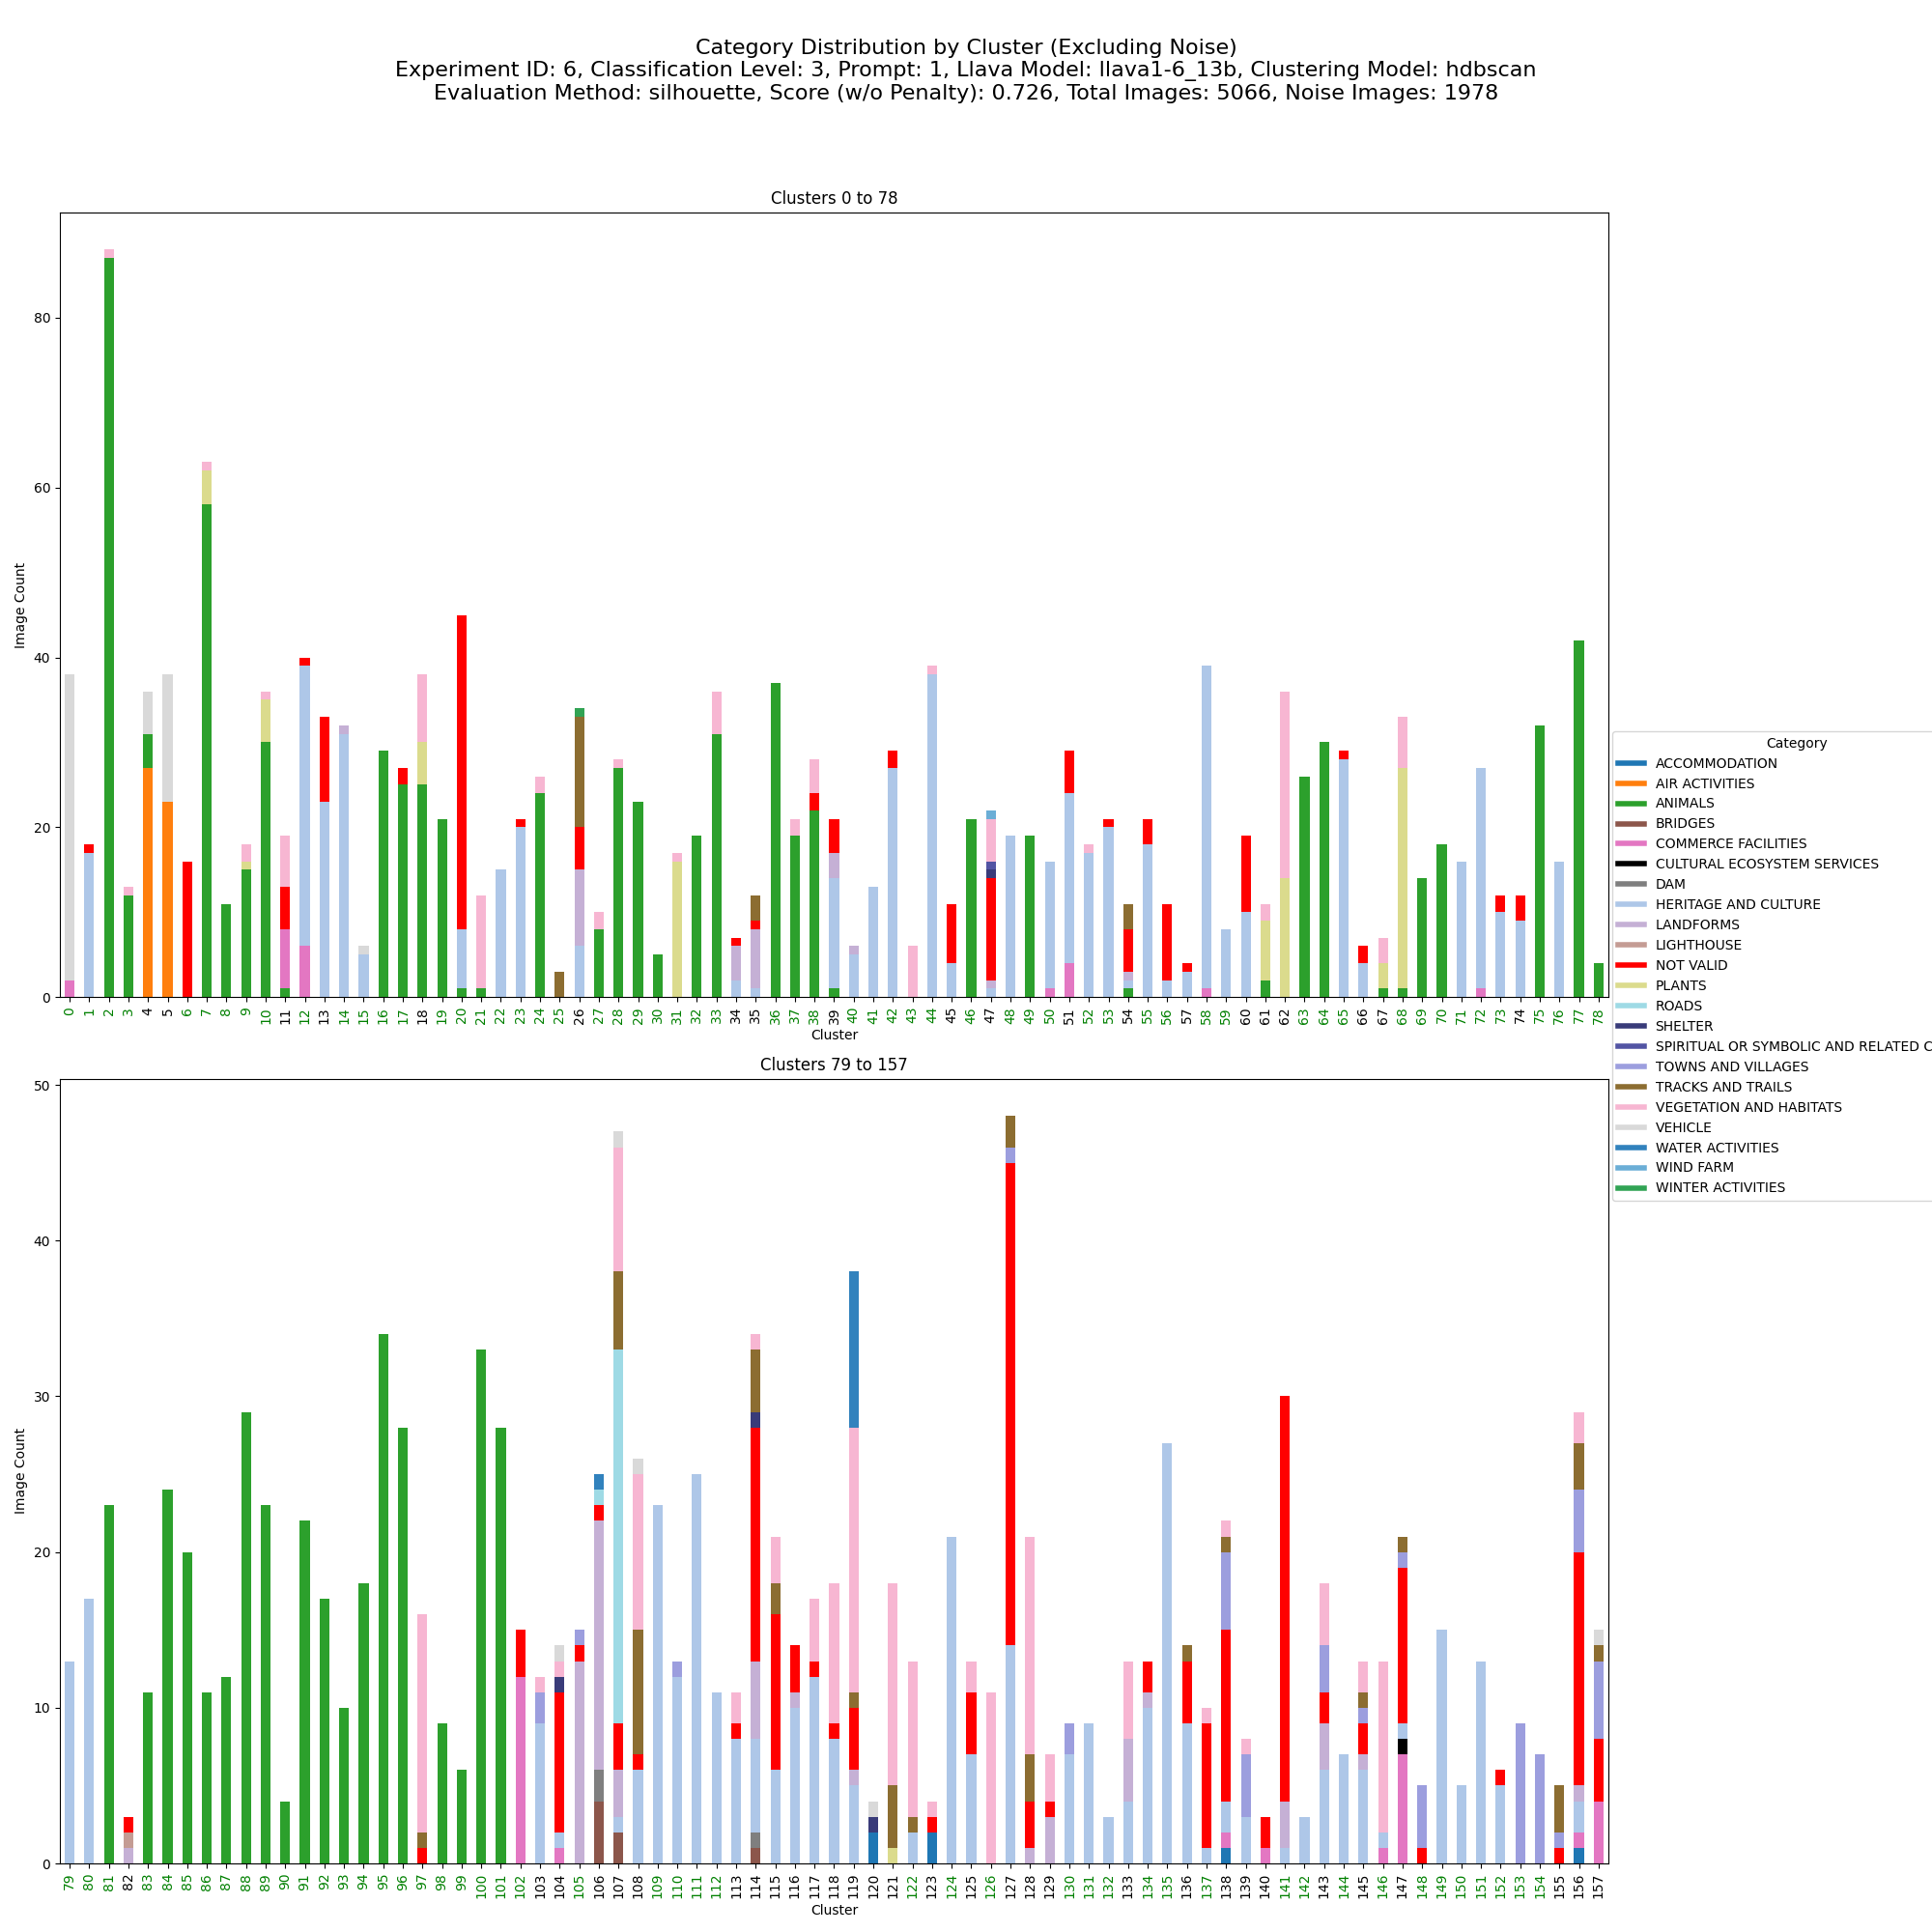 Category Distribution by Cluster (Excluding Noise)
Experiment ID: 6, Classification Level: 3, Prompt: 1, Llava Model: llava1-6_13b, Clustering Model: hdbscan
Evaluation Method: silhouette, Score (w/o Penalty): 0.726, Total Images: 5066, Noise Images: 1978
Clusters 0 to 78
Image Count
80
60
40
20
0
0 1 2 3 4 5 6 7 8 9 10 11 12 13 14 15 16 17 18 19 20 21 22 23 24 25 26 27 28 29 30 31 32 33 34 35 36 37 38 39 40 41 42 43 44 45 46 47 48 49 50 51 52 53 54 55 56 57 58 59 60 61 62 63 64 65 66 67 68 69 70 71 72 73 74 75 76 77 78
Cluster
Category
ACCOMMODATION
AIR ACTIVITIES
ANIMALS
BRIDGES
COMMERCE FACILITIES
CULTURAL ECOSYSTEM SERVICES
DAM
HERITAGE AND CULTURE
LANDFORMS
LIGHTHOUSE
NOT VALID
PLANTS
ROADS
SHELTER
SPIRITUAL OR SYMBOLIC AND RELATED C
TOWNS AND VILLAGES
TRACKS AND TRAILS
VEGETATION AND HABITATS
VEHICLE
WATER ACTIVITIES
WIND FARM
WINTER ACTIVITIES
Clusters 79 to 157
Image Count
50
40
30
20
10
0
79 80 81 82 83 84 85 86 87 88 89 90 91 92 93 94 95 96 97 98 99 100 101 102 103 104 105 106 107 108 109 110 111 112 113 114 115 116 117 118 119 120 121 122 123 124 125 126 127 128 129 130 131 132 133 134 135 136 137 138 139 140 141 142 143 144 145 146 147 148 149 150 151 152 153 154 155 156 157
Cluster